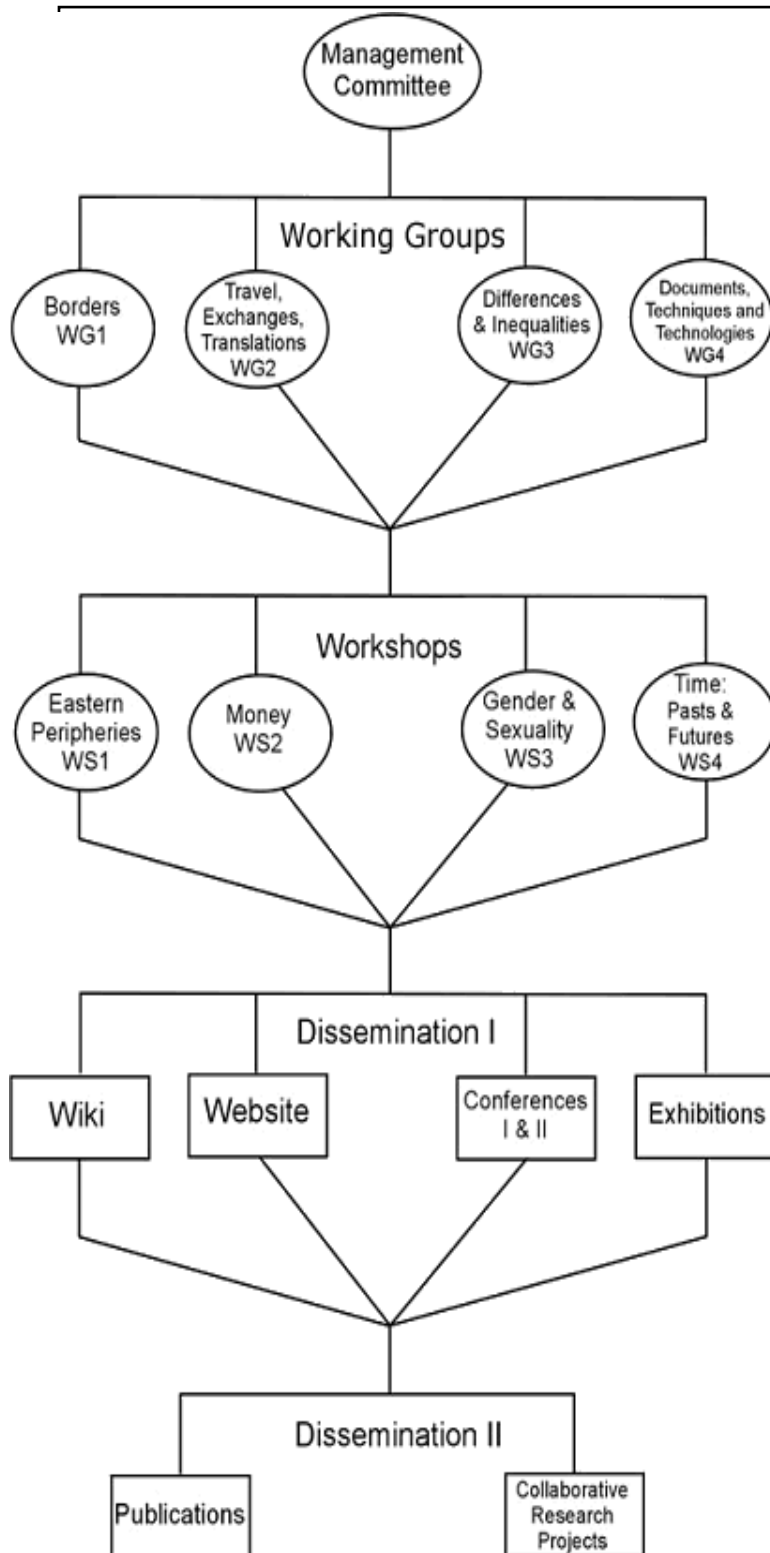 Management
Committee
Working Groups
Borders
WG1
Travel,
Exchanges,
Translations
WG2
Differences
& Inequalities
WG3
Documents,
Techniques and
Technologies
WG4
Workshops
Eastern
Peripheries
WS1
Money
WS2
Gender &
Sexuality
WS3
Time:
Pasts &
Futures
WS4
Dissemination I
Wiki
Website
Conferences
I & II
Exhibitions
Dissemination II
Publications
Collaborative
Research
Projects